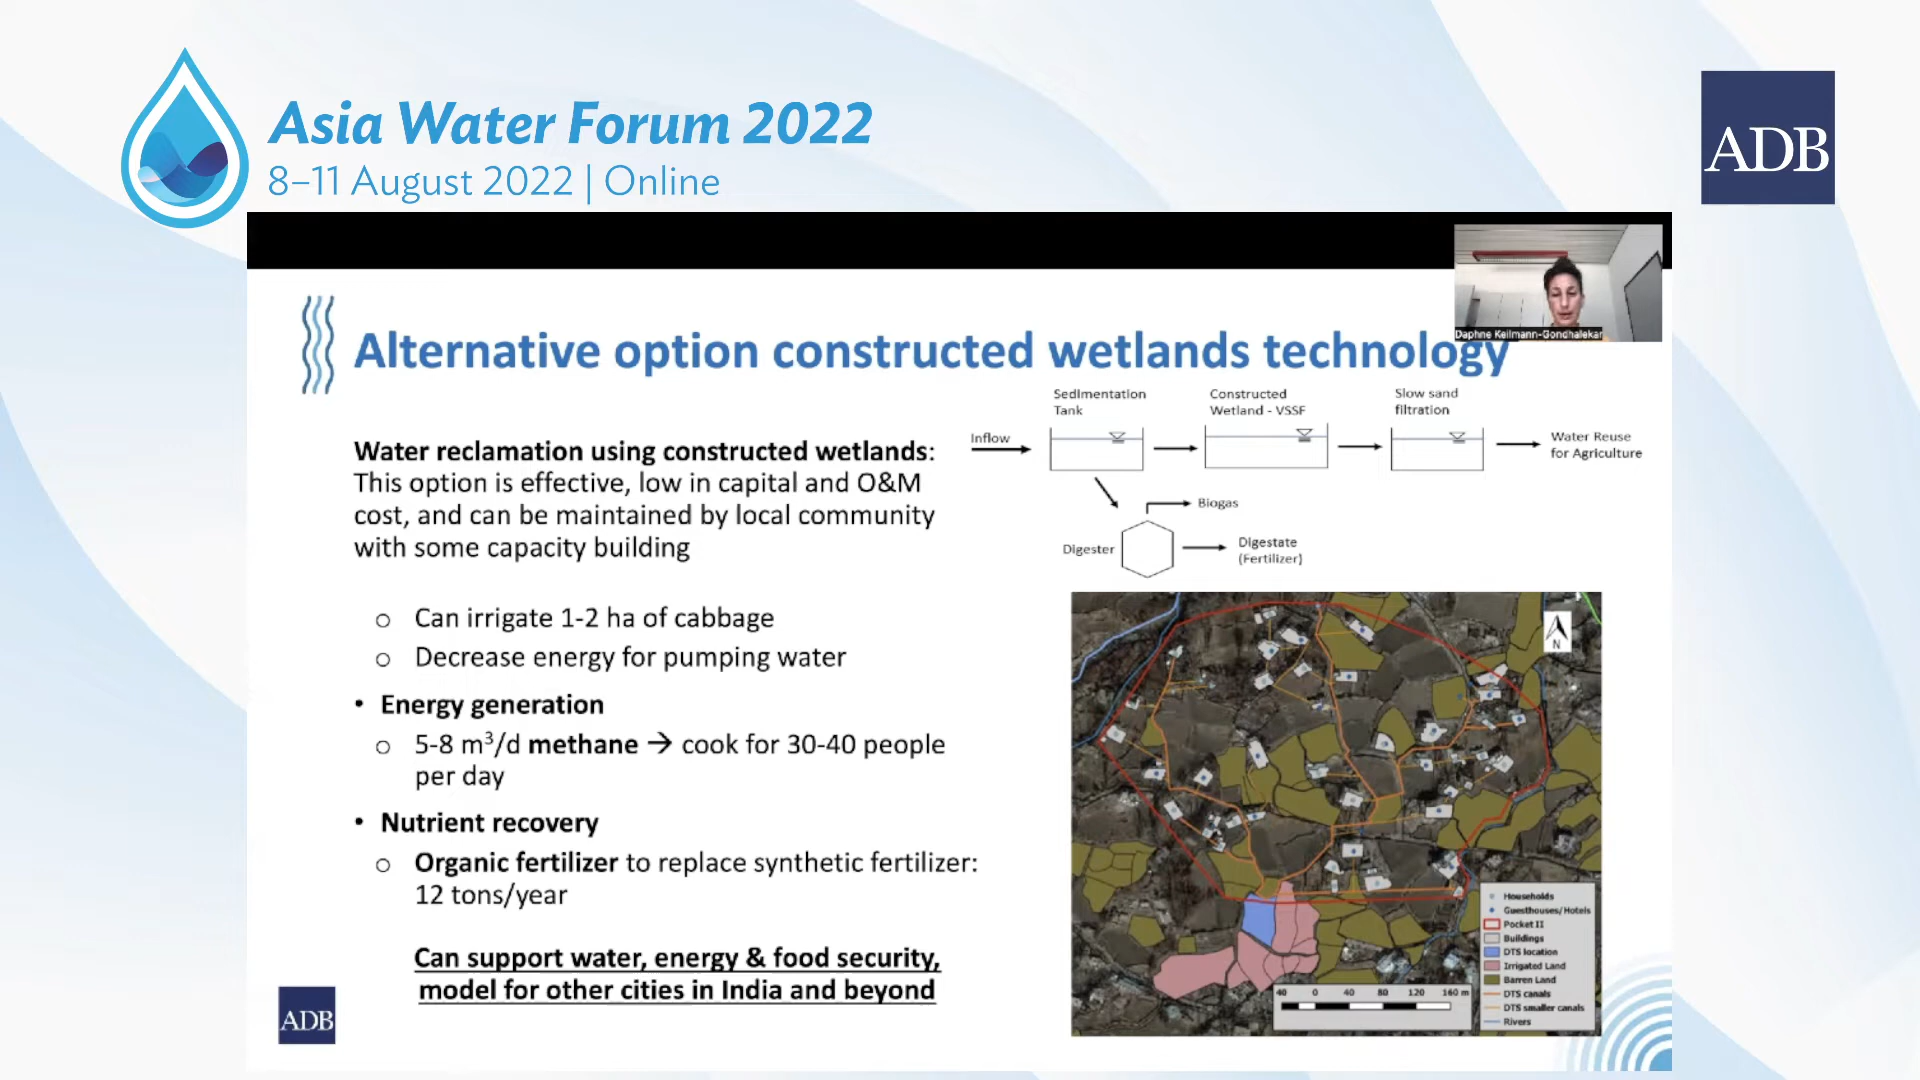 Asia Water Forum 2022
8–11 August 2022 | Online
ADB
Daphne Keilmann-Gondhalekar
Alternative option constructed wetlands technology
Water reclamation using constructed wetlands:
This option is effective, low in capital and O&M
cost, and can be maintained by local community
with some capacity building
o Can irrigate 1-2 ha of cabbage
o Decrease energy for pumping water
• Energy generation
o 5-8 m³/d methane → cook for 30-40 people
per day
• Nutrient recovery
o Organic fertilizer to replace synthetic fertilizer:
12 tons/year
Can support water, energy & food security,
model for other cities in India and beyond
ADB
Sedimentation
Tank
Constructed
Wetland - VSSF
Slow sand
filtration
Inflow
Water Reuse
for Agriculture
Biogas
Digester
Digestate
(Fertilizer)
N
Households
Guesthouses/Hotels
Pocket II
Buildings
DTS location
Irrigated Land
Barren Land
DTS canals
DTS smaller canals
Rivers
40 0 40 80 120 160 m